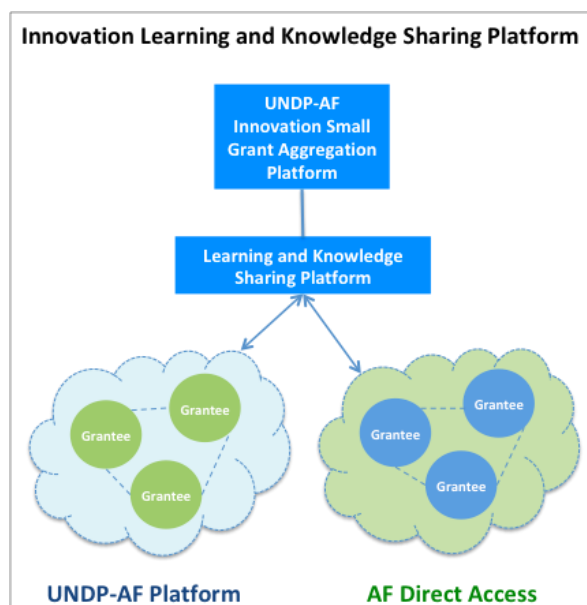 Innovation Learning and Knowledge Sharing Platform
UNDP-AF
Innovation Small
Grant Aggregation
Platform
Learning and Knowledge
Sharing Platform
Grantee
Grantee
Grantee
Grantee
Grantee
Grantee
UNDP-AF Platform
AF Direct Access